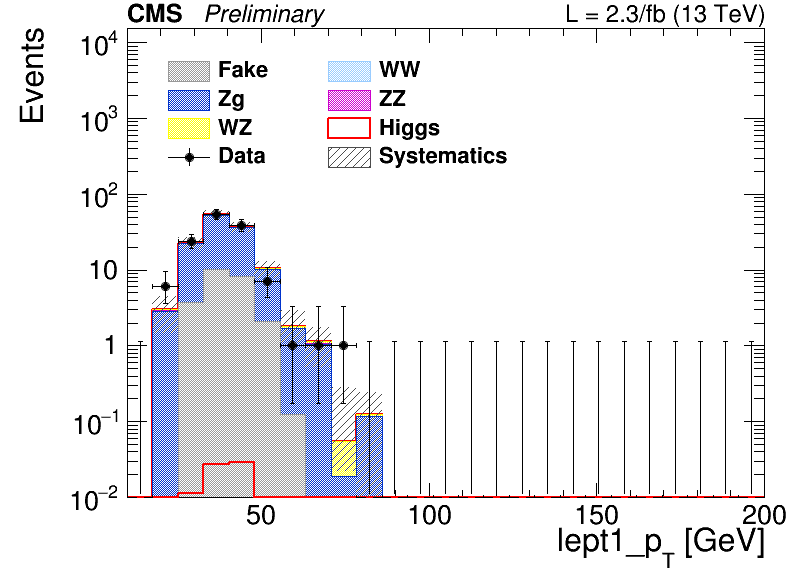 CMS Preliminary L = 2.3/fb (13 TeV)
Events
10⁴
10³
10²
10
1
10⁻¹
10⁻²
Fake WW
Zg ZZ
WZ Higgs
Data Systematics
50 100 150 200
lept1_p_T [GeV]